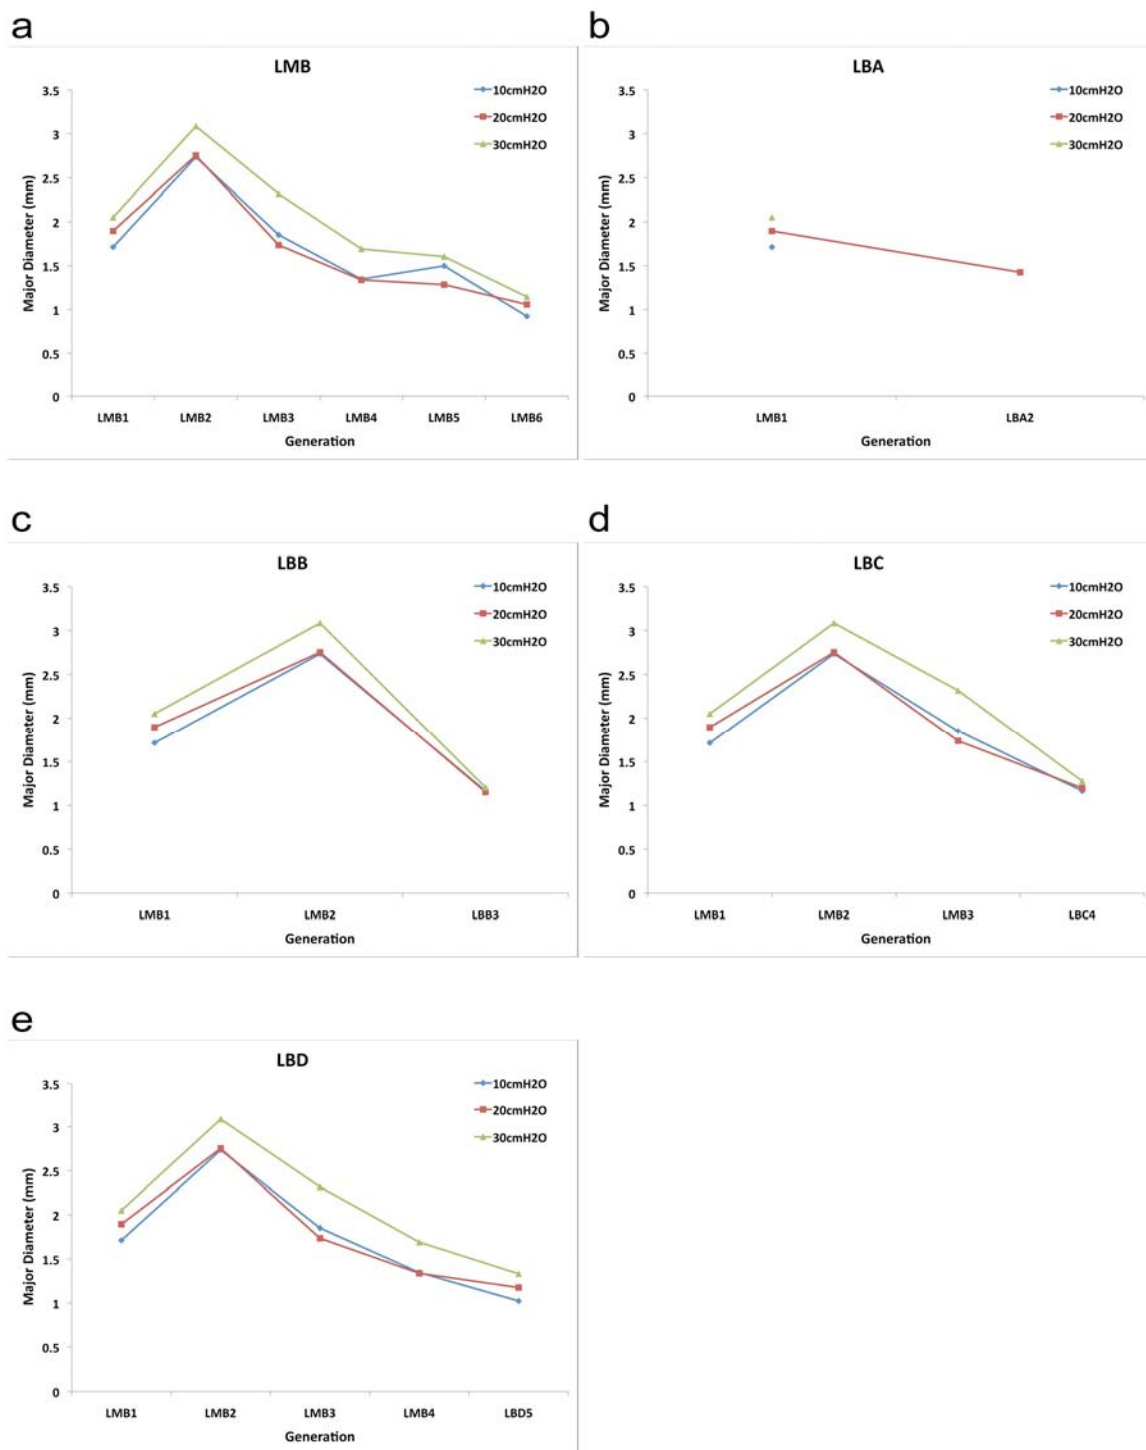 a
LMB
10cmH2O
20cmH2O
30cmH2O
Major Diameter (mm)
3.5
3
2.5
2
1.5
1
0.5
0
LMB1 LMB2 LMB3 LMB4 LMB5 LMB6
Generation
b
LBA
10cmH2O
20cmH2O
30cmH2O
Major Diameter (mm)
3.5
3
2.5
2
1.5
1
0.5
0
LMB1 LBA2
Generation
c
LBB
10cmH2O
20cmH2O
30cmH2O
Major Diameter (mm)
3.5
3
2.5
2
1.5
1
0.5
0
LMB1 LMB2 LBB3
Generation
d
LBC
10cmH2O
20cmH2O
30cmH2O
Major Diameter (mm)
3.5
3
2.5
2
1.5
1
0.5
0
LMB1 LMB2 LMB3 LBC4
Generation
e
LBD
10cmH2O
20cmH2O
30cmH2O
Major Diameter (mm)
3.5
3
2.5
2
1.5
1
0.5
0
LMB1 LMB2 LMB3 LMB4 LBD5
Generation